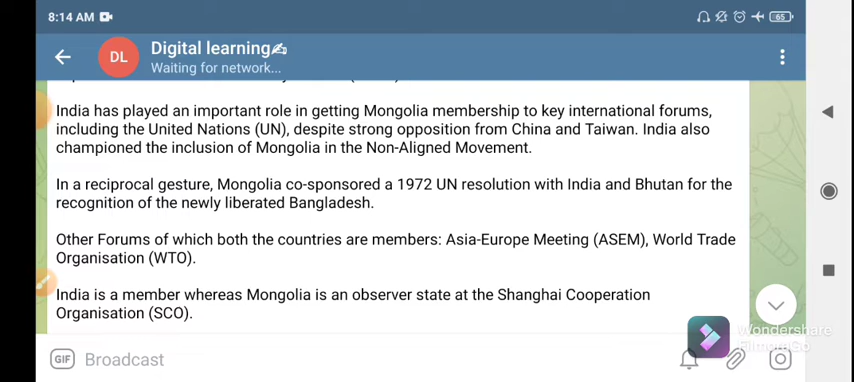 8:14 AM
65
DL
Digital learning✍
Waiting for network...
India has played an important role in getting Mongolia membership to key international forums,
including the United Nations (UN), despite strong opposition from China and Taiwan. India also
championed the inclusion of Mongolia in the Non-Aligned Movement.
In a reciprocal gesture, Mongolia co-sponsored a 1972 UN resolution with India and Bhutan for the
recognition of the newly liberated Bangladesh.
Other Forums of which both the countries are members: Asia-Europe Meeting (ASEM), World Trade
Organisation (WTO).
India is a member whereas Mongolia is an observer state at the Shanghai Cooperation
Organisation (SCO).
Wondershare
FilmoraGo
GIF
Broadcast